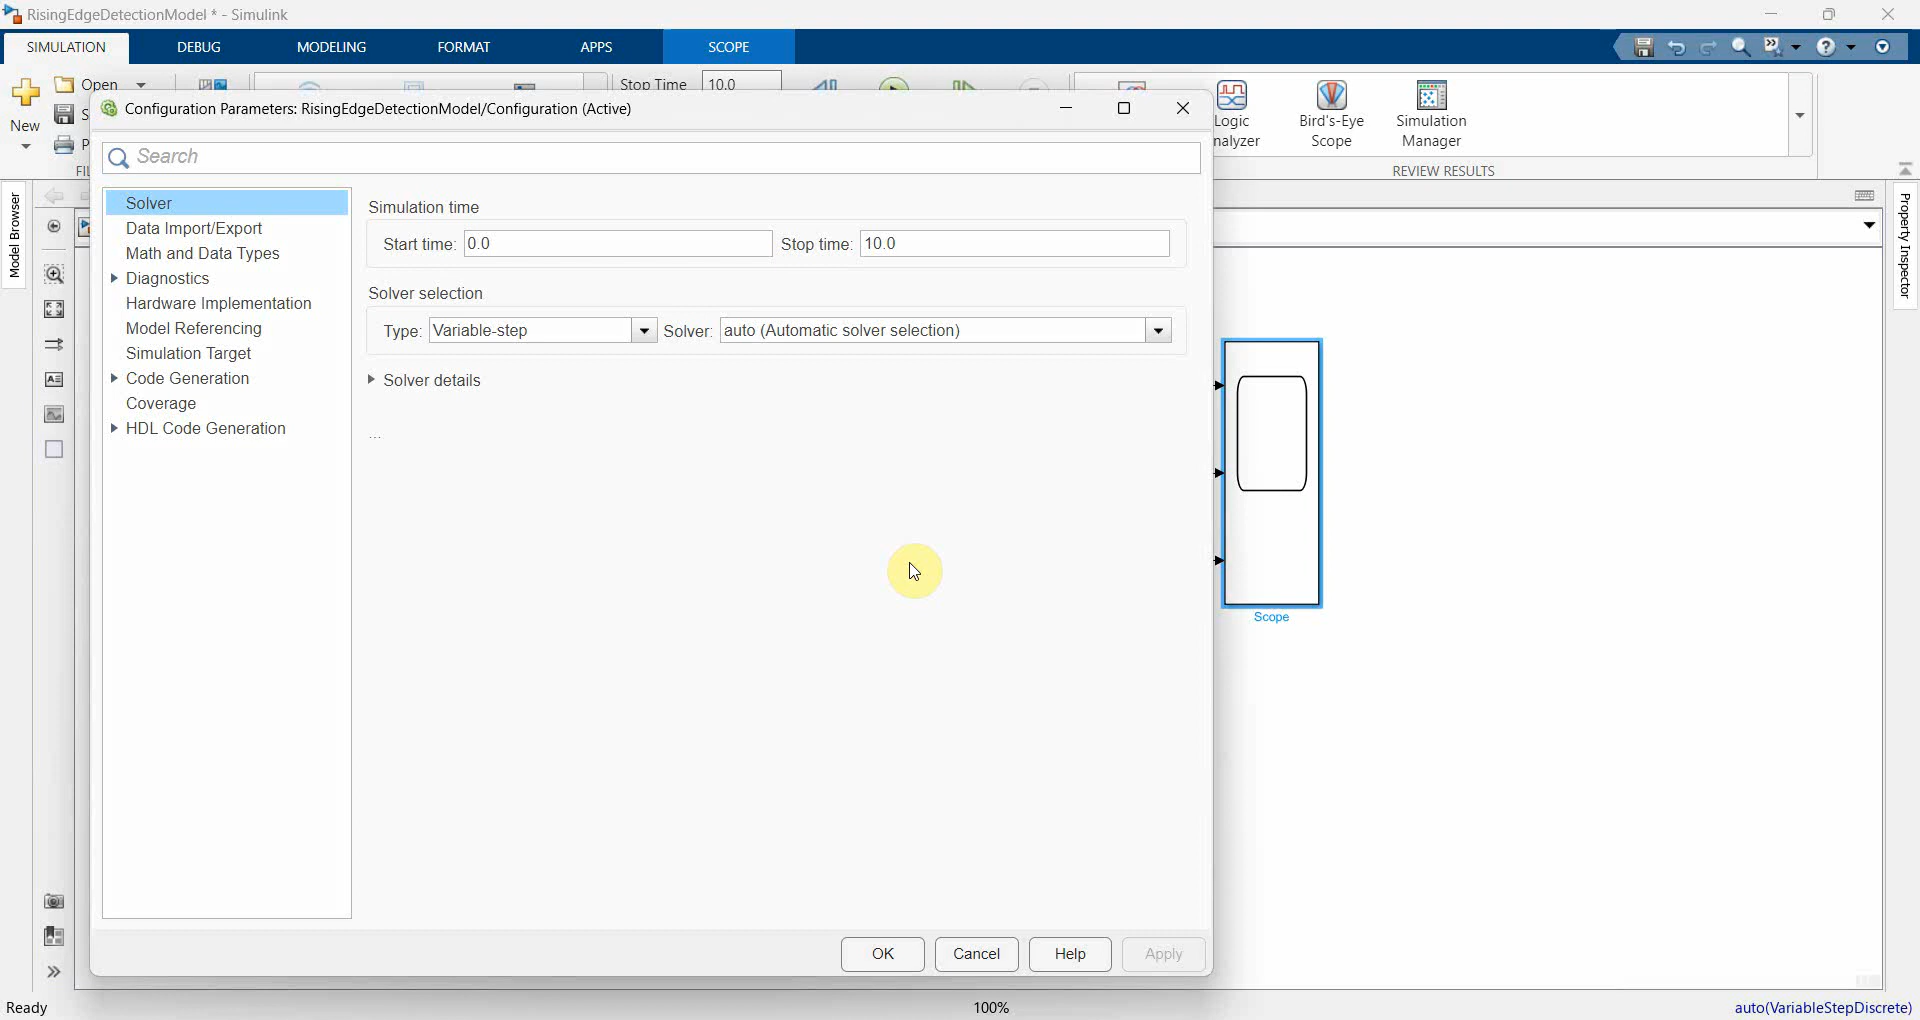 RisingEdgeDetectionModel * - Simulink
SIMULATION
DEBUG
MODELING
FORMAT
APPS
SCOPE
Open
Stop Time
10.0
New
Logic
Bird's-Eye
Scope
Simulation
Manager
REVIEW RESULTS
Configuration Parameters: RisingEdgeDetectionModel/Configuration (Active)
Search
Model Browser
Property Inspector
Solver
Data Import/Export
Math and Data Types
Diagnostics
Hardware Implementation
Model Referencing
Simulation Target
Code Generation
Coverage
HDL Code Generation
Simulation time
Start time: 0.0
Stop time: 10.0
Solver selection
Type: Variable-step
Solver: auto (Automatic solver selection)
Solver details
...
Scope
OK
Cancel
Help
Apply
Ready
100%
auto(VariableStepDiscrete)